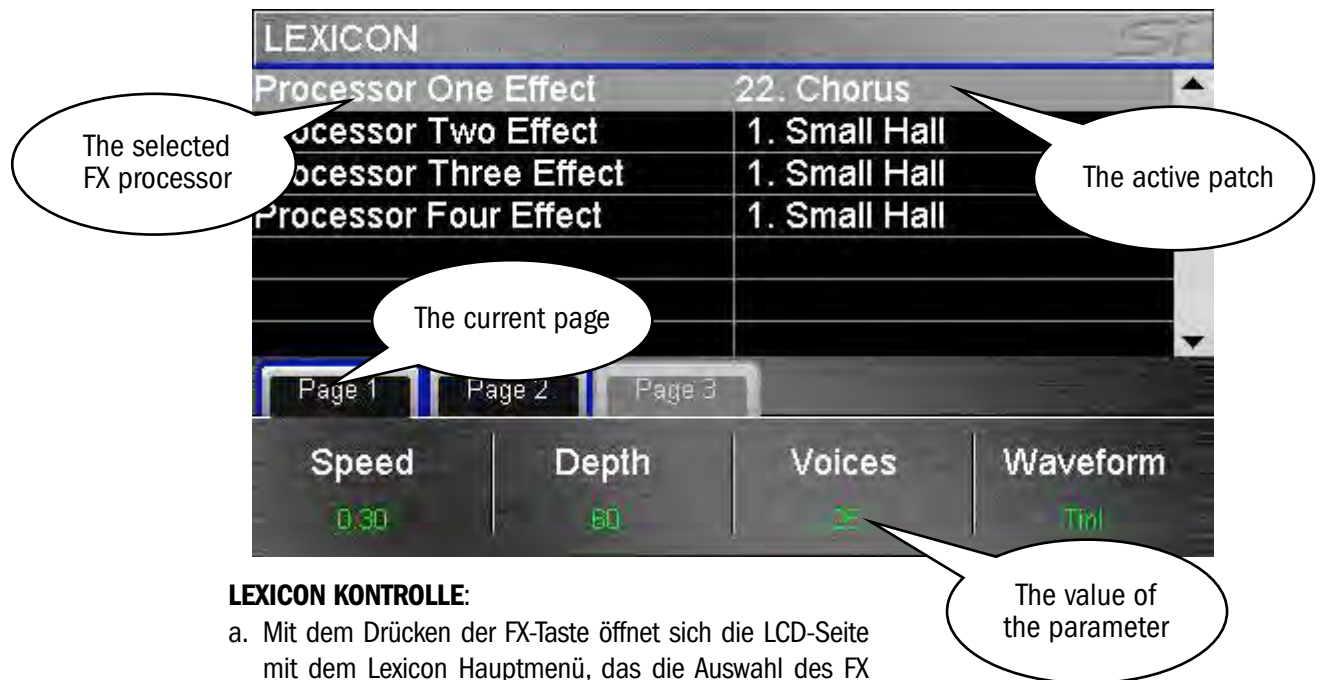 LEXICON
Processor One Effect 22. Chorus
ocessor Two Effect 1. Small Hall
ocessor Three Effect 1. Small Hall
Processor Four Effect 1. Small Hall
The selected
FX processor
The active patch
The current page
Page 1 Page 2 Page 3
Speed Depth Voices Waveform
0.30 60
The value of
the parameter
LEXICON KONTROLLE:
a. Mit dem Drücken der FX-Taste öffnet sich die LCD-Seite
mit dem Lexicon Hauptmenü, das die Auswahl des FX